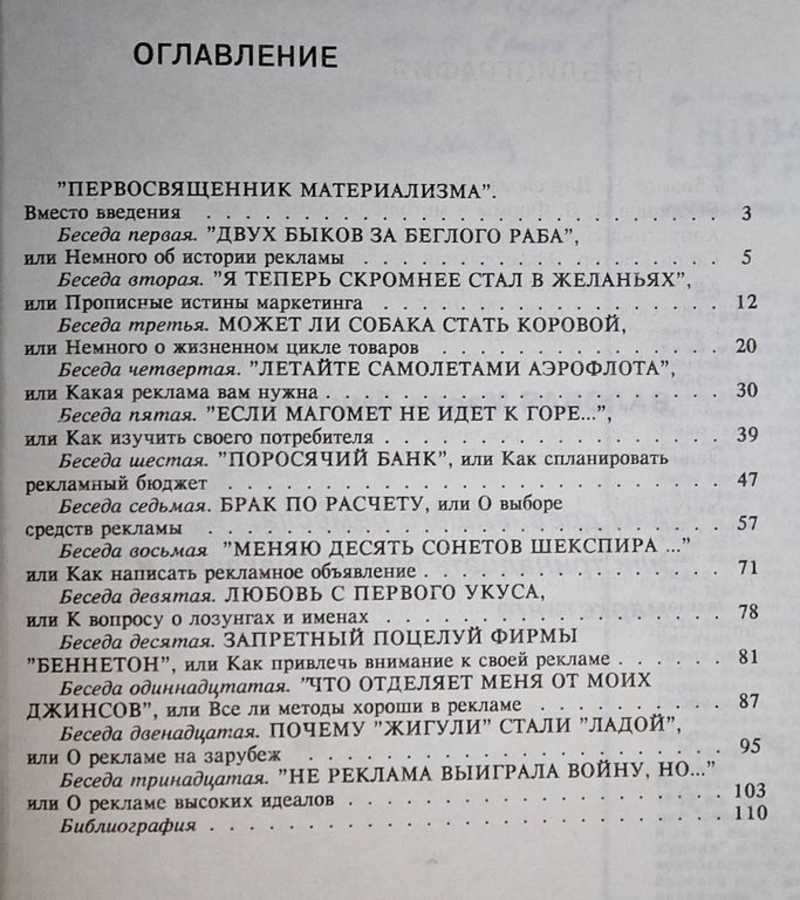 ОГЛАВЛЕНИЕ
"ПЕРВОСВЯЩЕННИК МАТЕРИАЛИЗМА".
Вместо введения . . . . . . . . . . . . . . . . . . . . . . . 3
Беседа первая. "ДВУХ БЫКОВ ЗА БЕГЛОГО РАБА",
или Немного об истории рекламы . . . . . . . . . . . . . . . 5
Беседа вторая. "Я ТЕПЕРЬ СКРОМНЕЕ СТАЛ В ЖЕЛАНЬЯХ",
или Прописные истины маркетинга . . . . . . . . . . . . . . 12
Беседа третья. МОЖЕТ ЛИ СОБАКА СТАТЬ КОРОВОЙ,
или Немного о жизненном цикле товаров . . . . . . . . . . . 20
Беседа четвертая. "ЛЕТАЙТЕ САМОЛЕТАМИ АЭРОФЛОТА",
или Какая реклама вам нужна . . . . . . . . . . . . . . . . 30
Беседа пятая. "ЕСЛИ МАГОМЕТ НЕ ИДЕТ К ГОРЕ...",
или Как изучить своего потребителя . . . . . . . . . . . . . 39
Беседа шестая. "ПОРОСЯЧИЙ БАНК", или Как спланировать
рекламный бюджет . . . . . . . . . . . . . . . . . . . . . 47
Беседа седьмая. БРАК ПО РАСЧЕТУ, или О выборе
средств рекламы . . . . . . . . . . . . . . . . . . . . . . 57
Беседа восьмая "МЕНЯЮ ДЕСЯТЬ СОНЕТОВ ШЕКСПИРА ..."
или Как написать рекламное объявление . . . . . . . . . . . 71
Беседа девятая. ЛЮБОВЬ С ПЕРВОГО УКУСА,
или К вопросу о лозунгах и именах . . . . . . . . . . . . . 78
Беседа десятая. ЗАПРЕТНЫЙ ПОЦЕЛУЙ ФИРМЫ
"БЕННЕТОН", или Как привлечь внимание к своей рекламе . . . . . . 81
Беседа одиннадцтатая. "ЧТО ОТДЕЛЯЕТ МЕНЯ ОТ МОИХ
ДЖИНСОВ", или Все ли методы хороши в рекламе . . . . . . . . . . 87
Беседа двенадцатая. ПОЧЕМУ "ЖИГУЛИ" СТАЛИ "ЛАДОЙ",
или О рекламе на зарубеж . . . . . . . . . . . . . . . . . . 95
Беседа тринадцатая. "НЕ РЕКЛАМА ВЫИГРАЛА ВОЙНУ, НО..."
или О рекламе высоких идеалов . . . . . . . . . . . . . . . 103
Библиография . . . . . . . . . . . . . . . . . . . . . . . 110